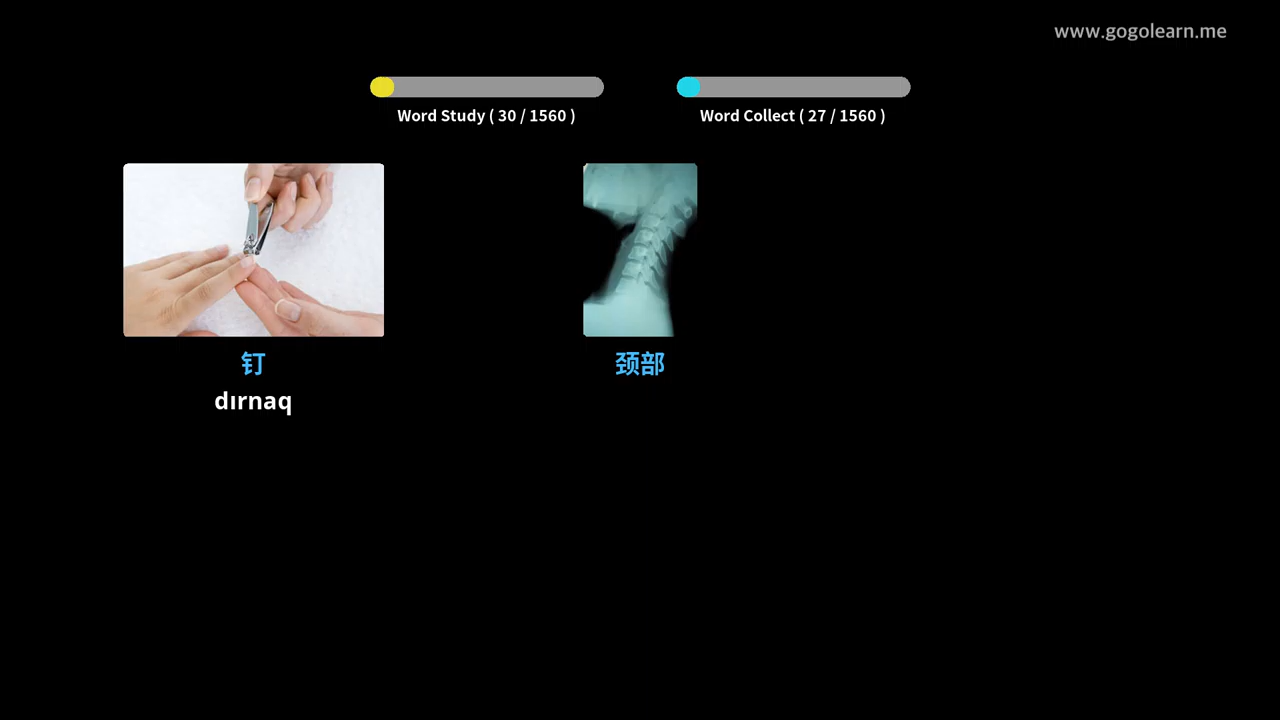 www.gogolearn.me
Word Study ( 30 / 1560 )
Word Collect ( 27 / 1560 )
钉
dırnaq
颈部